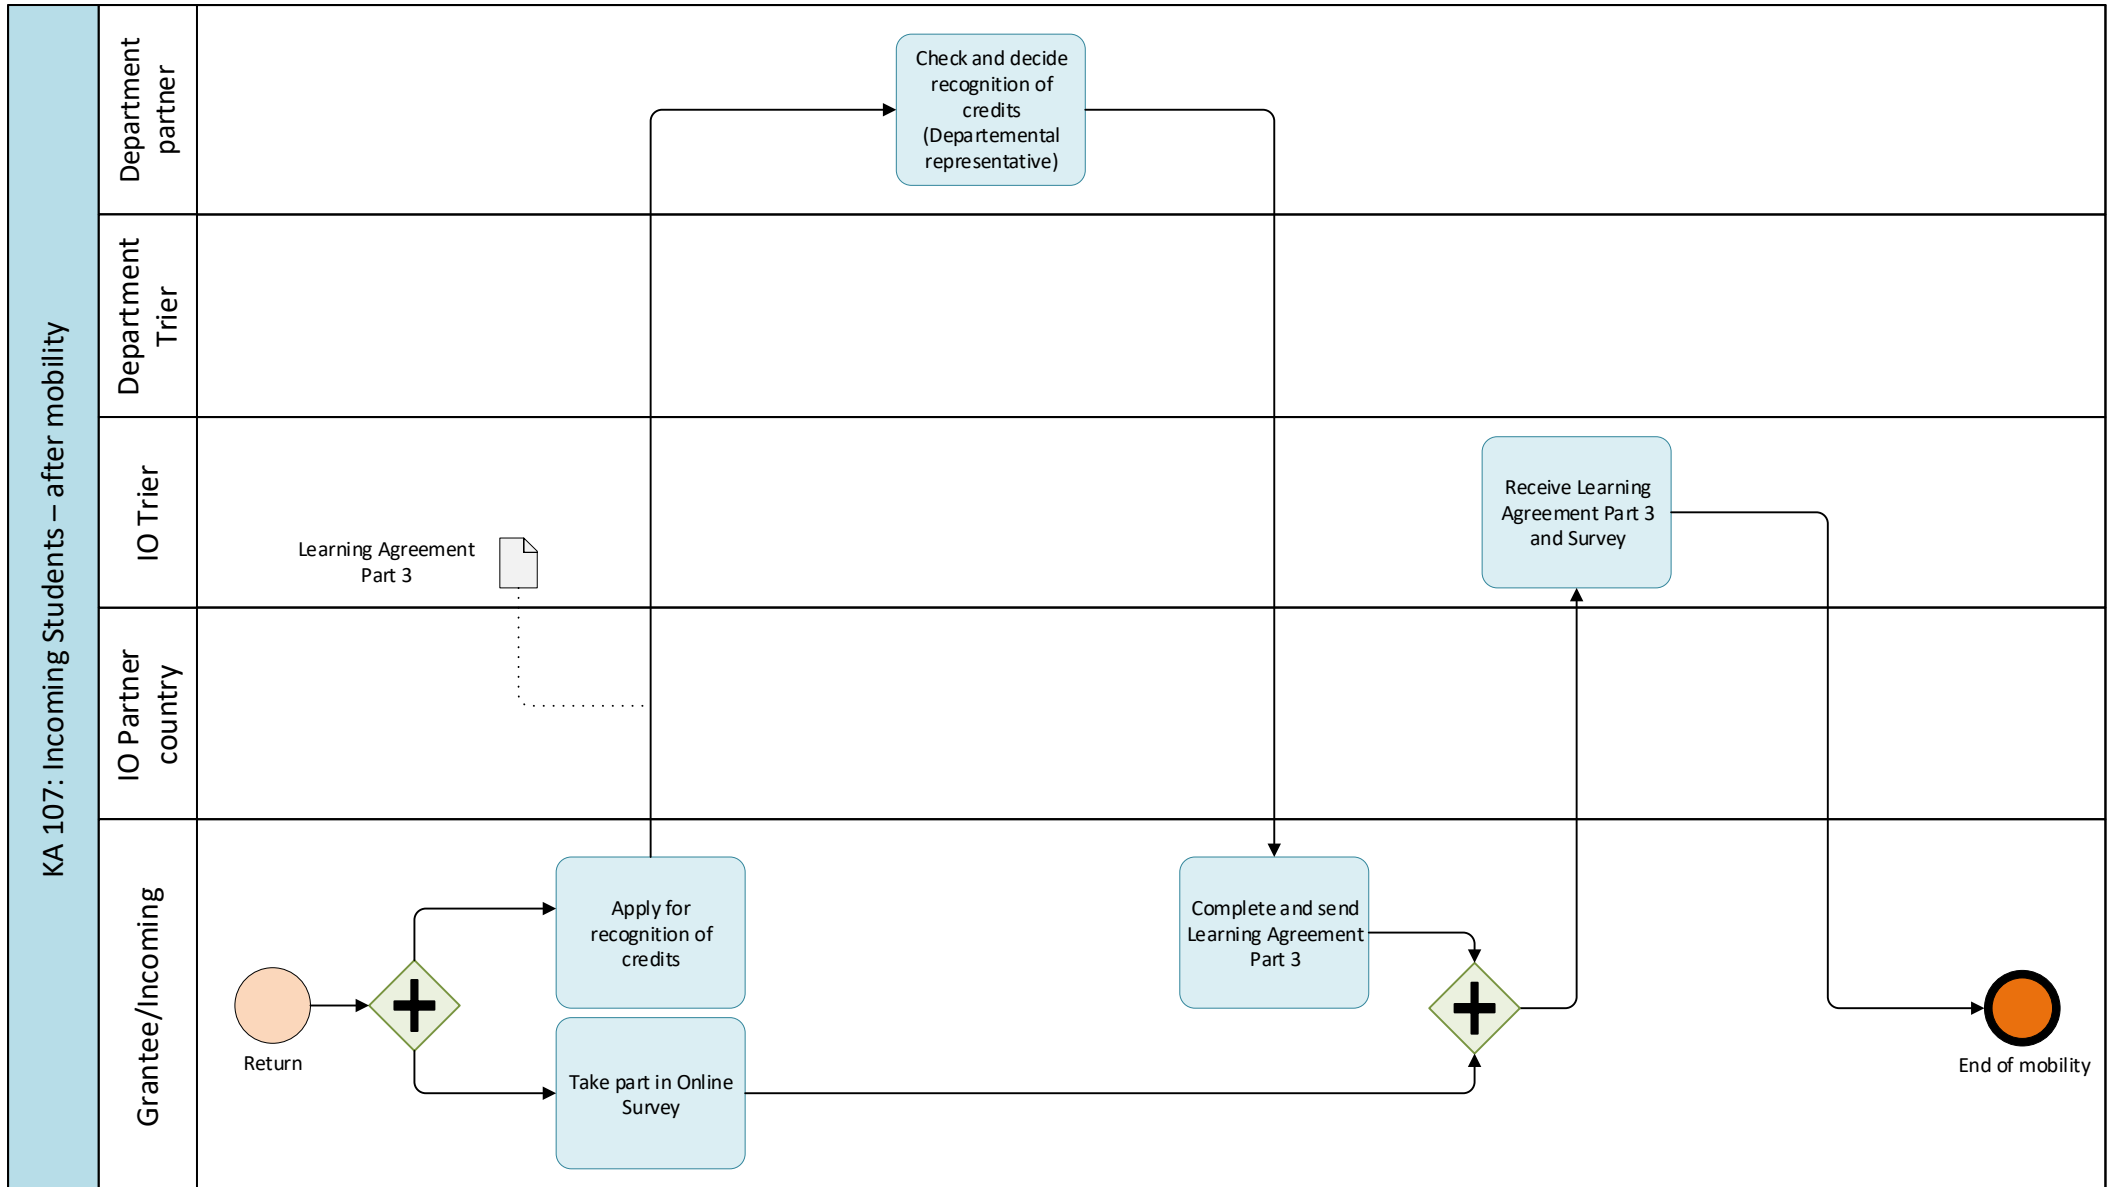 KA 107: Incoming Students – after mobility
Department
partner
Check and decide
recognition of
credits
(Departemental
representative)
Department
Trier
IO Trier
Learning Agreement
Part 3
Receive Learning
Agreement Part 3
and Survey
IO Partner
country
Grantee/Incoming
Return
Apply for
recognition of
credits
Take part in Online
Survey
Complete and send
Learning Agreement
Part 3
End of mobility